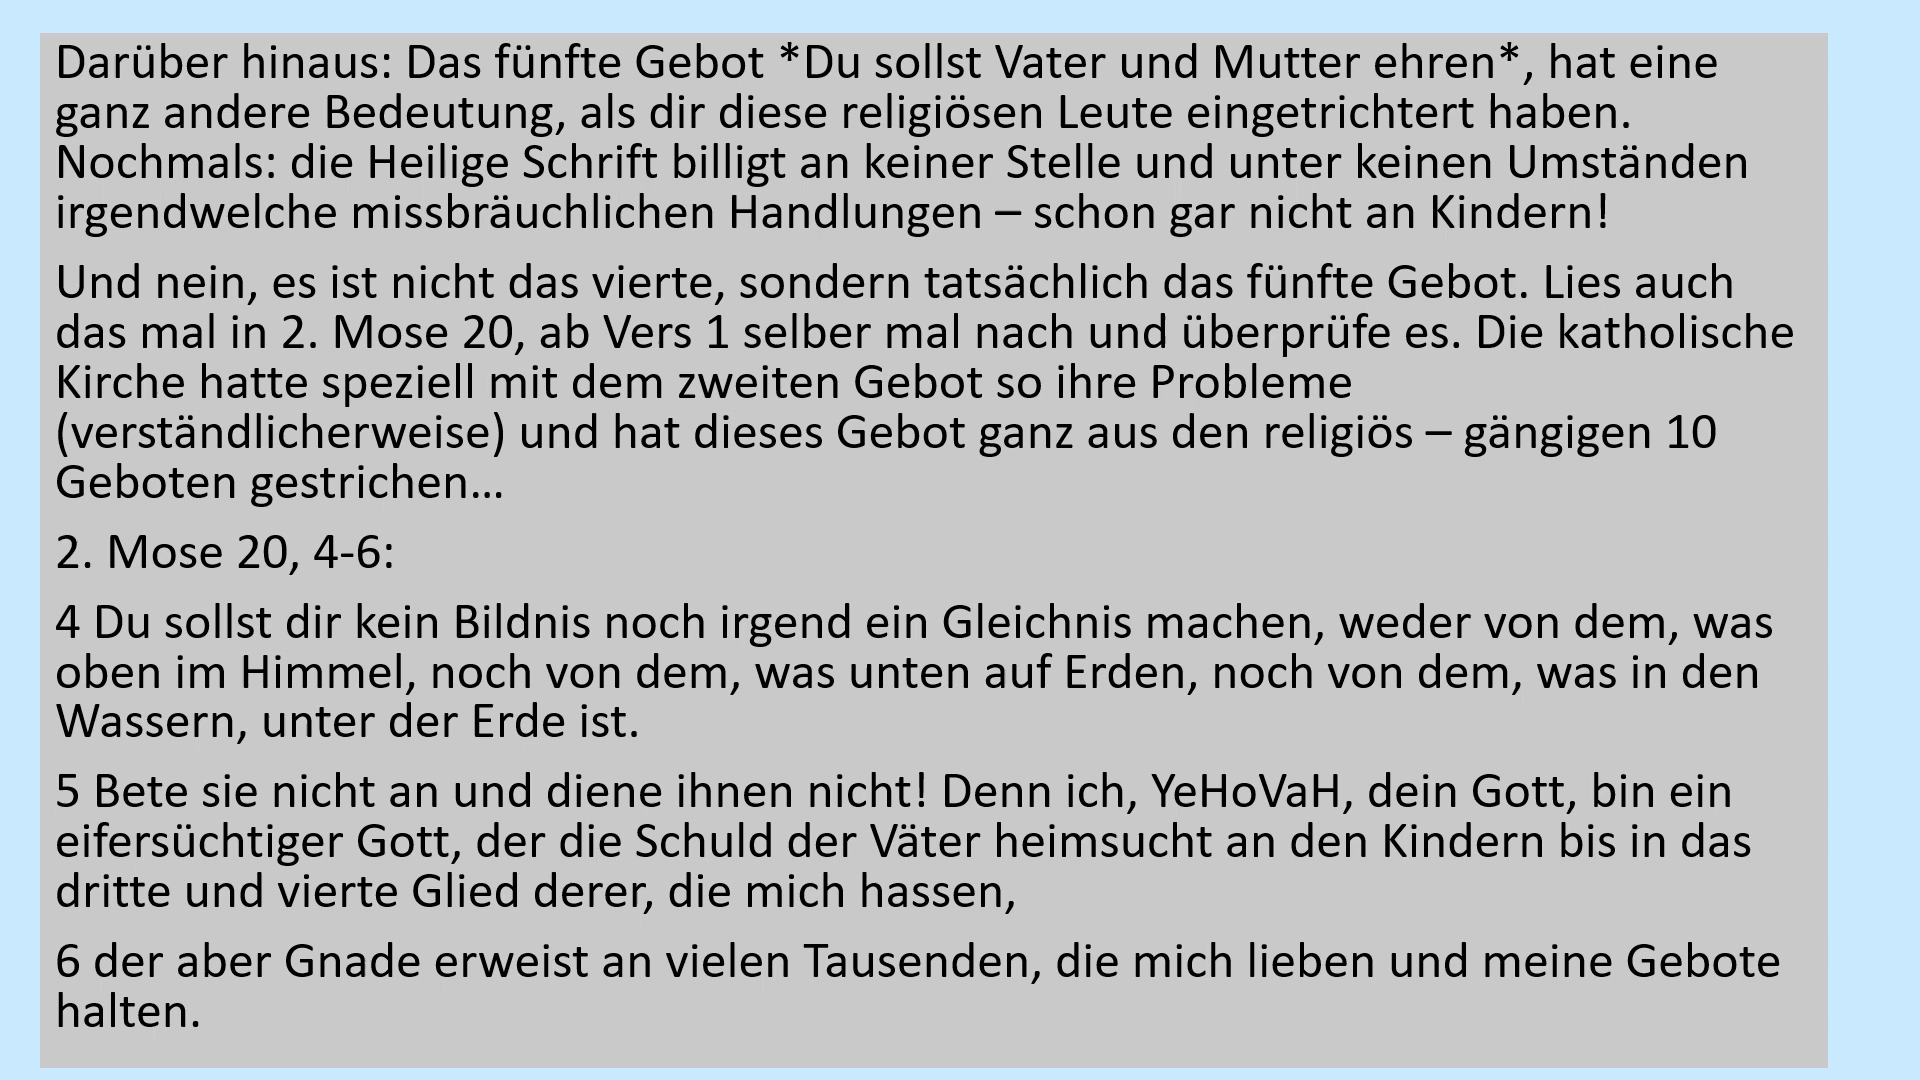 Darüber hinaus: Das fünfte Gebot *Du sollst Vater und Mutter ehren*, hat eine
ganz andere Bedeutung, als dir diese religiösen Leute eingetrichtert haben.
Nochmals: die Heilige Schrift billigt an keiner Stelle und unter keinen Umständen
irgendwelche missbräuchlichen Handlungen – schon gar nicht an Kindern!
Und nein, es ist nicht das vierte, sondern tatsächlich das fünfte Gebot. Lies auch
das mal in 2. Mose 20, ab Vers 1 selber mal nach und überprüfe es. Die katholische
Kirche hatte speziell mit dem zweiten Gebot so ihre Probleme
(verständlicherweise) und hat dieses Gebot ganz aus den religiös – gängigen 10
Geboten gestrichen…
2. Mose 20, 4-6:
4 Du sollst dir kein Bildnis noch irgend ein Gleichnis machen, weder von dem, was
oben im Himmel, noch von dem, was unten auf Erden, noch von dem, was in den
Wassern, unter der Erde ist.
5 Bete sie nicht an und diene ihnen nicht! Denn ich, YeHoVaH, dein Gott, bin ein
eifersüchtiger Gott, der die Schuld der Väter heimsucht an den Kindern bis in das
dritte und vierte Glied derer, die mich hassen,
6 der aber Gnade erweist an vielen Tausenden, die mich lieben und meine Gebote
halten.